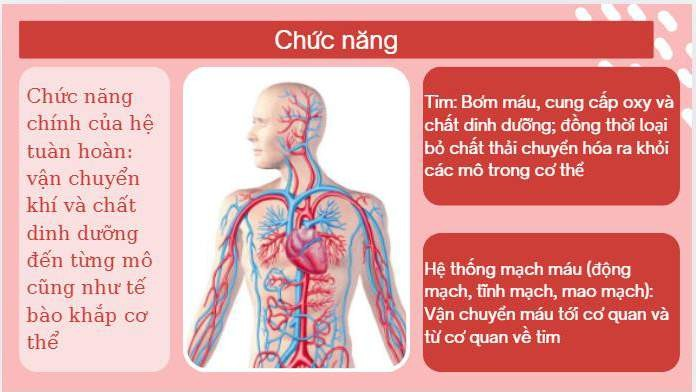 Chức năng
Chức năng
chính của hệ
tuàn hoàn:
vận chuyển
khí và chất
dinh dưỡng
đến từng mô
cũng như tế
bào khắp cơ
thể
Tim: Bơm máu, cung cấp oxy và
chất dinh dưỡng; đồng thời loại
bỏ chất thải chuyển hóa ra khỏi
các mô trong cơ thể
Hệ thống mạch máu (động
mạch, tĩnh mạch, mao mạch):
Vận chuyển máu tới cơ quan và
từ cơ quan về tim